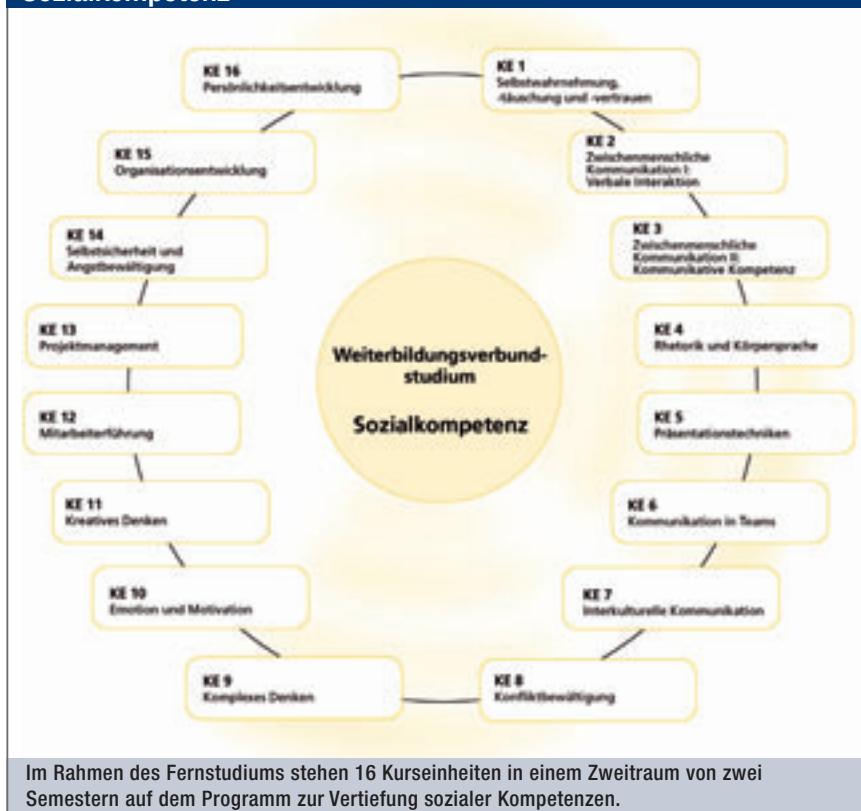 Sozialkompetenz
KE 16
Persönlichkeitsentwicklung
KE 1
Selbstwahrnehmung,
-täuschung und -vertrauen
KE 15
Organisationsentwicklung
KE 2
Zwischenmenschliche
Kommunikation I:
Verbale Interaktion
KE 14
Selbstsicherheit und
Angstbewältigung
KE 3
Zwischenmenschliche
Kommunikation II:
Kommunikative Kompetenz
KE 13
Projektmanagement
KE 4
Rhetorik und Körpersprache
Weiterbildungsverbund-
studium
Sozialkompetenz
KE 12
Mitarbeiterführung
KE 5
Präsentationstechniken
KE 11
Kreatives Denken
KE 6
Kommunikation in Teams
KE 10
Emotion und Motivation
KE 7
Interkulturelle Kommunikation
KE 9
Komplexes Denken
KE 8
Konfliktbewältigung
Im Rahmen des Fernstudiums stehen 16 Kurseinheiten in einem Zweitraum von zwei
Semestern auf dem Programm zur Vertiefung sozialer Kompetenzen.